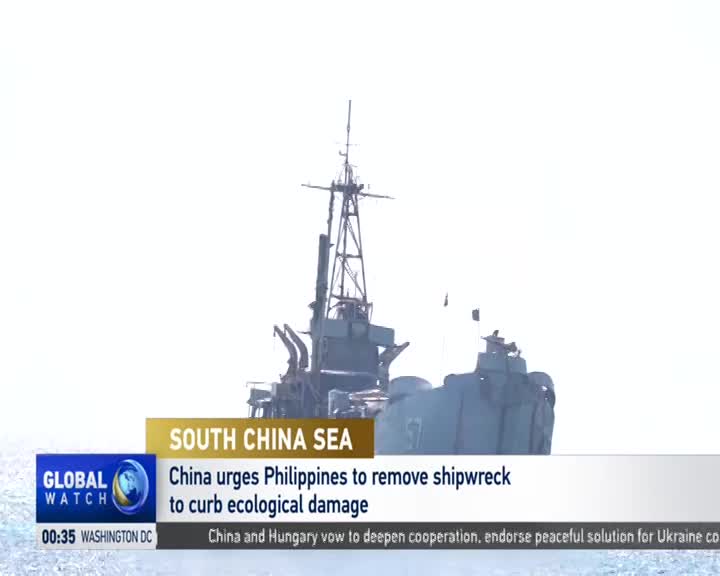 SOUTH CHINA SEA
GLOBAL
WATCH
China urges Philippines to remove shipwreck
to curb ecological damage
00:35 WASHINGTON DC
China and Hungary vow to deepen cooperation, endorse peaceful solution for Ukraine co
57